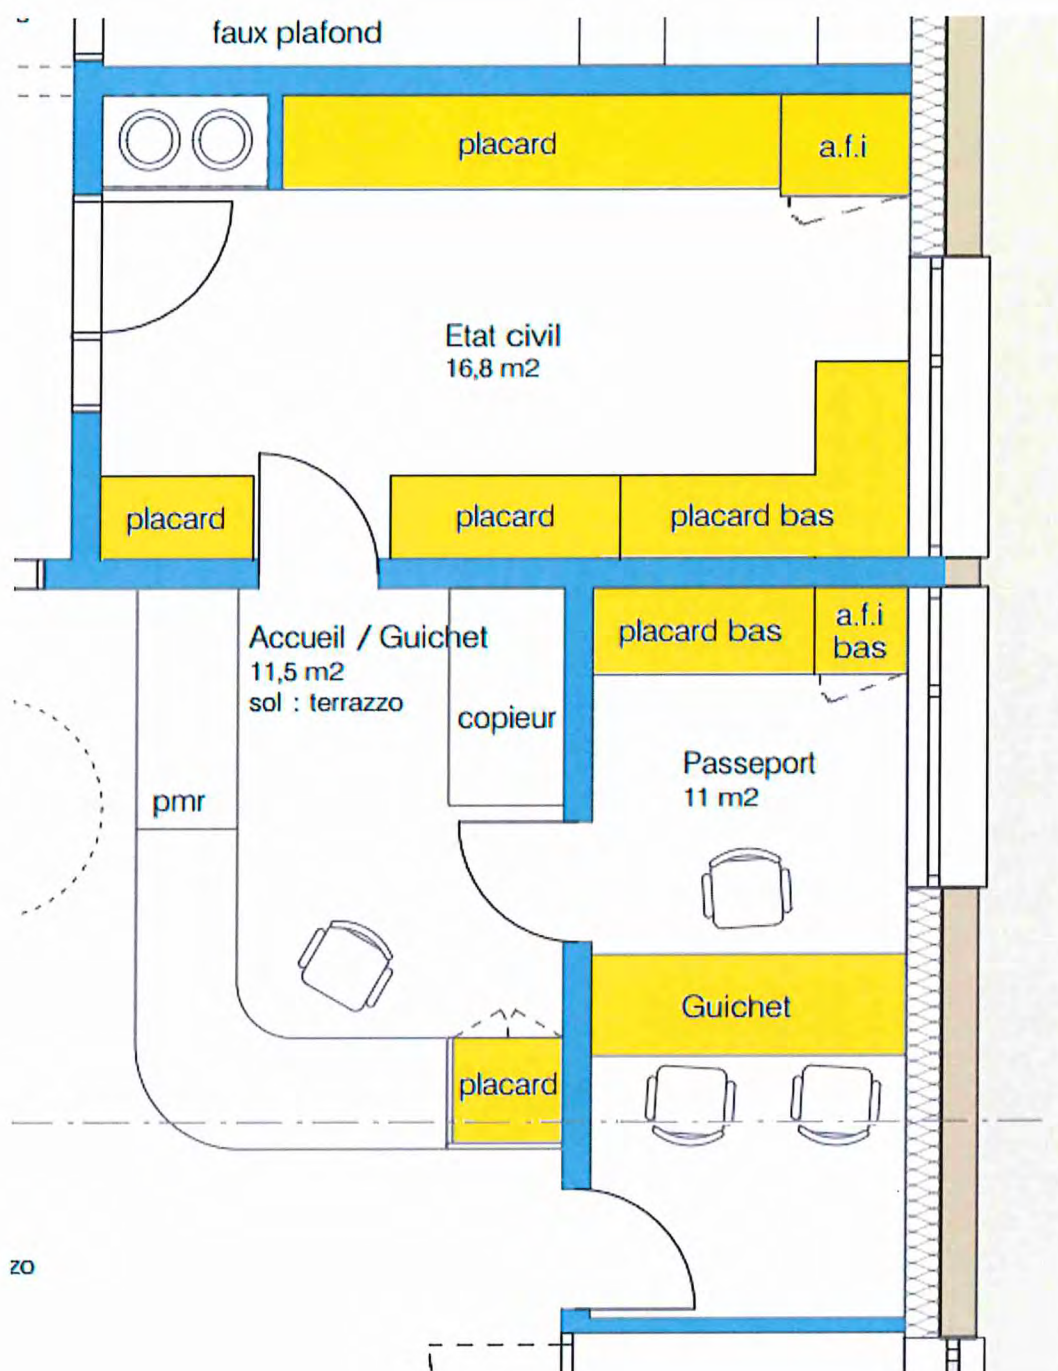 faux plafond
placard
a.f.i
Etat civil
16,8 m2
placard
placard
placard bas
Accueil / Guichet
11,5 m2
sol : terrazzo
copieur
pmr
placard bas
a.f.i
bas
Passeport
11 m2
Guichet
placard
zo